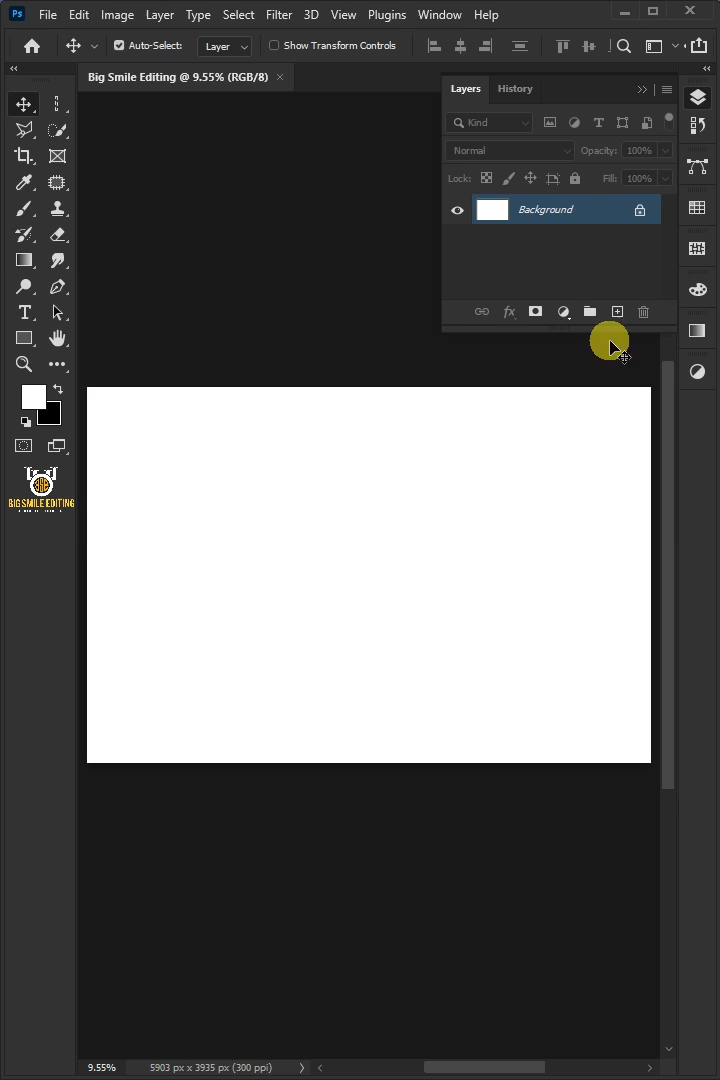 Ps File Edit Image Layer Type Select Filter 3D View Plugins Window Help
Auto-Select: Layer Show Transform Controls
Big Smile Editing @ 9.55% (RGB/8)
Layers History
Kind
Normal Opacity: 100%
Lock: Fill: 100%
Background
fx
BIG SMILE EDITING
9.55% 5903 px x 3935 px (300 ppi)